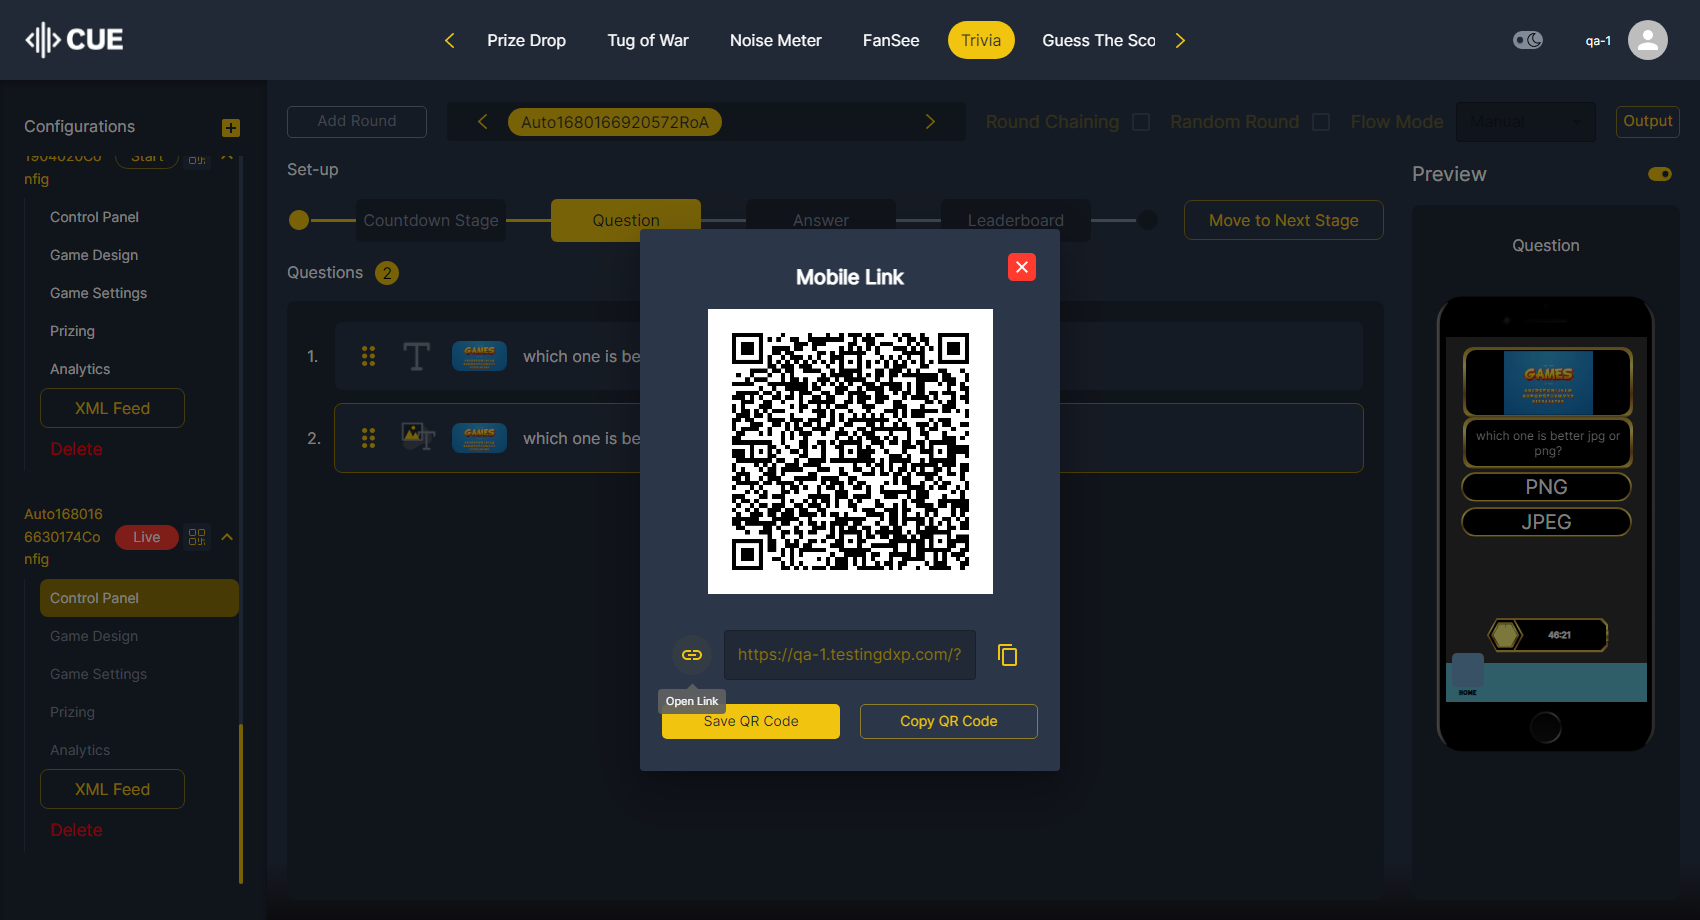 CUE
Prize Drop
Tug of War
Noise Meter
FanSee
Trivia
Guess The Sco
qa-1
Configurations
Add Round
Auto1680166920572RoA
Round Chaining
Random Round
Flow Mode
Manual
Output
1904020Co
nfig
Start
Control Panel
Game Design
Game Settings
Prizing
Analytics
XML Feed
Delete
Auto168016
6630174Co
nfig
Live
Control Panel
Game Design
Game Settings
Prizing
Analytics
XML Feed
Delete
Set-up
Countdown Stage
Question
Answer
Leaderboard
Move to Next Stage
Questions 2
1.
GAMES
which one is be
2.
GAMES
which one is be
Mobile Link
https://qa-1.testingdxp.com/?
Open Link
Save QR Code
Copy QR Code
Preview
Question
GAMES
which one is better jpg or
png?
PNG
JPEG
46:21
HOME